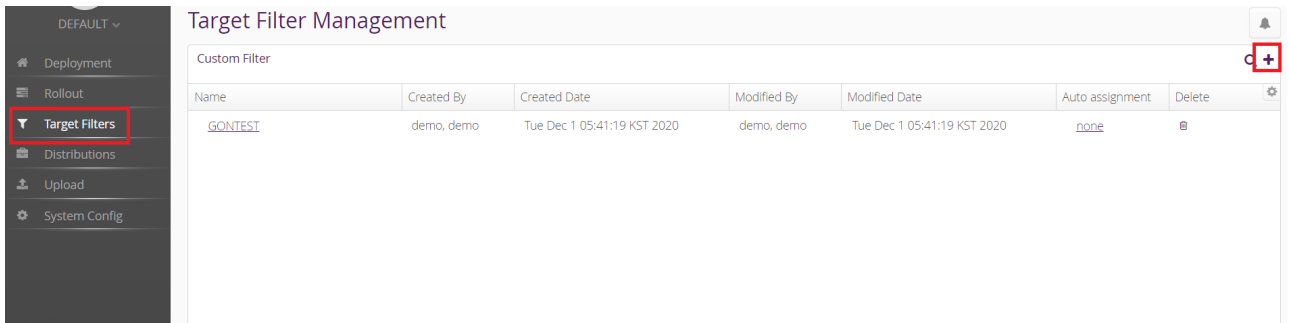 DEFAULT
Target Filter Management
Deployment
Rollout
Target Filters
Distributions
Upload
System Config
Custom Filter
Name Created By Created Date Modified By Modified Date Auto assignment Delete
GONTEST demo, demo Tue Dec 1 05:41:19 KST 2020 demo, demo Tue Dec 1 05:41:19 KST 2020 none